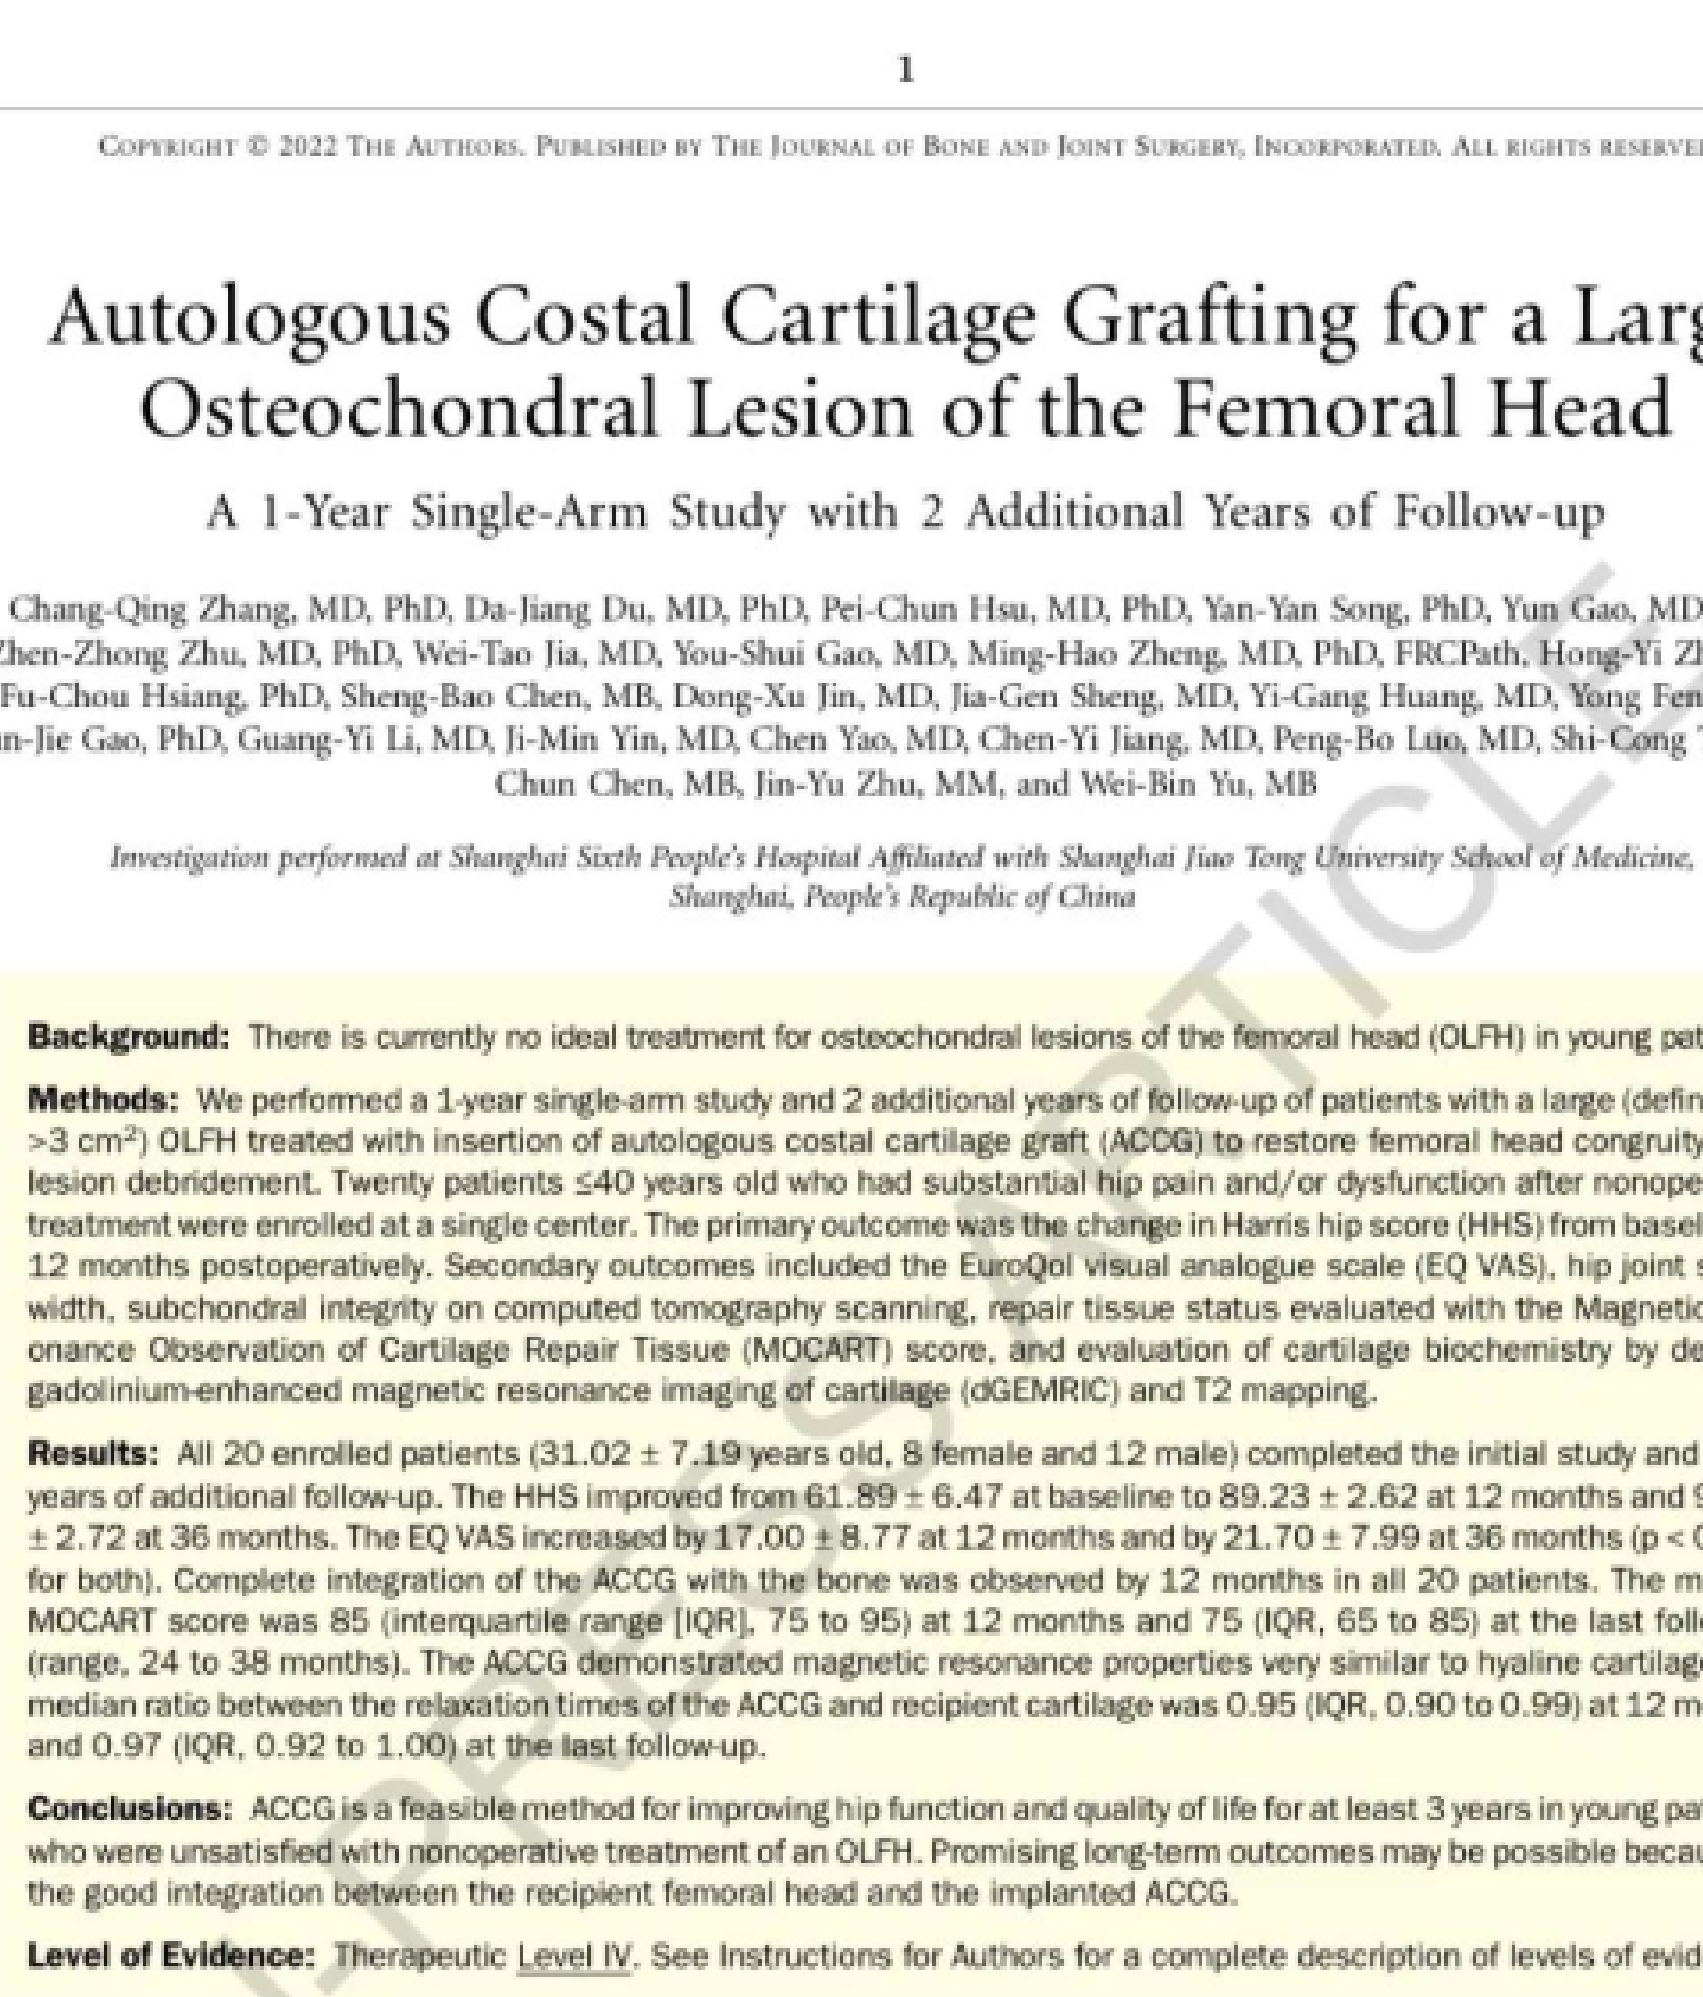 1
COPYRIGHT © 2022 THE AUTHORS. PUBLISHED BY THE JOURNAL OF BONE AND JOINT SURGERY, INCORPORATED. ALL RIGHTS RESERVE
Autologous Costal Cartilage Grafting for a Larg
Osteochondral Lesion of the Femoral Head
A 1-Year Single-Arm Study with 2 Additional Years of Follow-up
Chang-Qing Zhang, MD, PhD, Da-Jiang Du, MD, PhD, Pei-Chun Hsu, MD, PhD, Yan-Yan Song, PhD, Yun Gao, MD
Zhen-Zhong Zhu, MD, PhD, Wei-Tao Jia, MD, You-Shui Gao, MD, Ming-Hao Zheng, MD, PhD, FRCPath, Hong-Yi Zh
Fu-Chou Hsiang, PhD, Sheng-Bao Chen, MB, Dong-Xu Jin, MD, Jia-Gen Sheng, MD, Yi-Gang Huang, MD, Yong Fen
n-Jie Gao, PhD, Guang-Yi Li, MD, Ji-Min Yin, MD, Chen Yao, MD, Chen-Yi Jiang, MD, Peng-Bo Luo, MD, Shi-Cong
Chun Chen, MB, Jin-Yu Zhu, MM, and Wei-Bin Yu, MB
Investigation performed at Shanghai Sixth People's Hospital Affiliated with Shanghai Jiao Tong University School of Medicine,
Shanghai, People's Republic of China
Background: There is currently no ideal treatment for osteochondral lesions of the femoral head (OLFH) in young pat
Methods: We performed a 1-year single-arm study and 2 additional years of follow-up of patients with a large (defin
>3 cm²) OLFH treated with insertion of autologous costal cartilage graft (ACCG) to restore femoral head congruity
lesion debridement. Twenty patients ≤40 years old who had substantial hip pain and/or dysfunction after nonope
treatment were enrolled at a single center. The primary outcome was the change in Harris hip score (HHS) from basel
12 months postoperatively. Secondary outcomes included the EuroQol visual analogue scale (EQ VAS), hip joint s
width, subchondral integrity on computed tomography scanning, repair tissue status evaluated with the Magnetic
onance Observation of Cartilage Repair Tissue (MOCART) score, and evaluation of cartilage biochemistry by de
gadolinium-enhanced magnetic resonance imaging of cartilage (dGEMRIC) and T2 mapping.
Results: All 20 enrolled patients (31.02 ± 7.19 years old, 8 female and 12 male) completed the initial study and
years of additional follow-up. The HHS improved from 61.89 ± 6.47 at baseline to 89.23 ± 2.62 at 12 months and 9
± 2.72 at 36 months. The EQ VAS increased by 17.00 ± 8.77 at 12 months and by 21.70 ± 7.99 at 36 months (p < 0
for both). Complete integration of the ACCG with the bone was observed by 12 months in all 20 patients. The m
MOCART score was 85 (interquartile range [IQR], 75 to 95) at 12 months and 75 (IQR, 65 to 85) at the last follo
(range, 24 to 38 months). The ACCG demonstrated magnetic resonance properties very similar to hyaline cartilage
median ratio between the relaxation times of the ACCG and recipient cartilage was 0.95 (IQR, 0.90 to 0.99) at 12 m
and 0.97 (IQR, 0.92 to 1.00) at the last follow-up.
Conclusions: ACCG is a feasible method for improving hip function and quality of life for at least 3 years in young pa
who were unsatisfied with nonoperative treatment of an OLFH. Promising long-term outcomes may be possible becau
the good integration between the recipient femoral head and the implanted ACCG.
Level of Evidence: Therapeutic Level IV. See Instructions for Authors for a complete description of levels of evid
PRESS ARTICLE